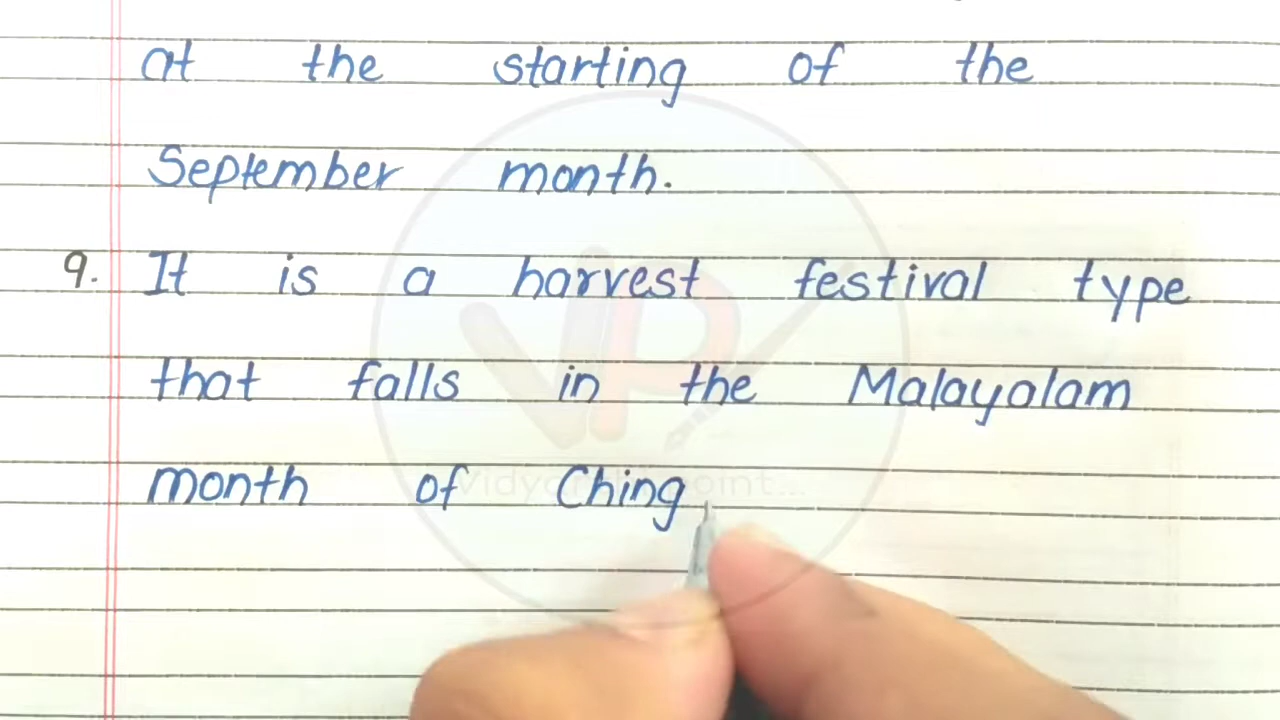 at the starting of the
September month.
9. It is a harvest festival type
that falls in the Malayalam
month of Ching